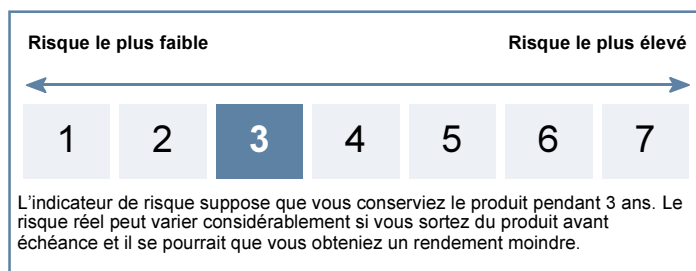 Risque le plus faible Risque le plus élevé
1 2 3 4 5 6 7
L'indicateur de risque suppose que vous conserviez le produit pendant 3 ans. Le
risque réel peut varier considérablement si vous sortez du produit avant
échéance et il se pourrait que vous obteniez un rendement moindre.